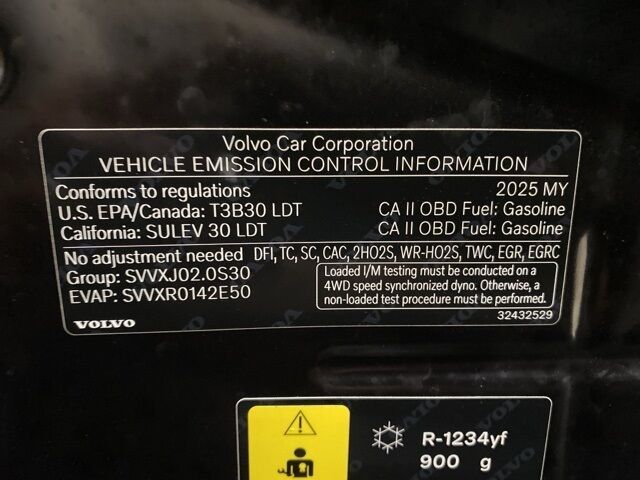 Volvo Car Corporation
VEHICLE EMISSION CONTROL INFORMATION
Conforms to regulations 2025 MY
U.S. EPA/Canada: T3B30 LDT CA II OBD Fuel: Gasoline
California: SULEV 30 LDT CA II OBD Fuel: Gasoline
No adjustment needed DFI, TC, SC, CAC, 2HO2S, WR-HO2S, TWC, EGR, EGRC
Group: SVVXJ02.0S30
EVAP: SVVXR0142E50
Loaded I/M testing must be conducted on a
4WD speed synchronized dyno. Otherwise, a
non-loaded test procedure must be performed.
VOLVO
32432529
R-1234yf
900 g